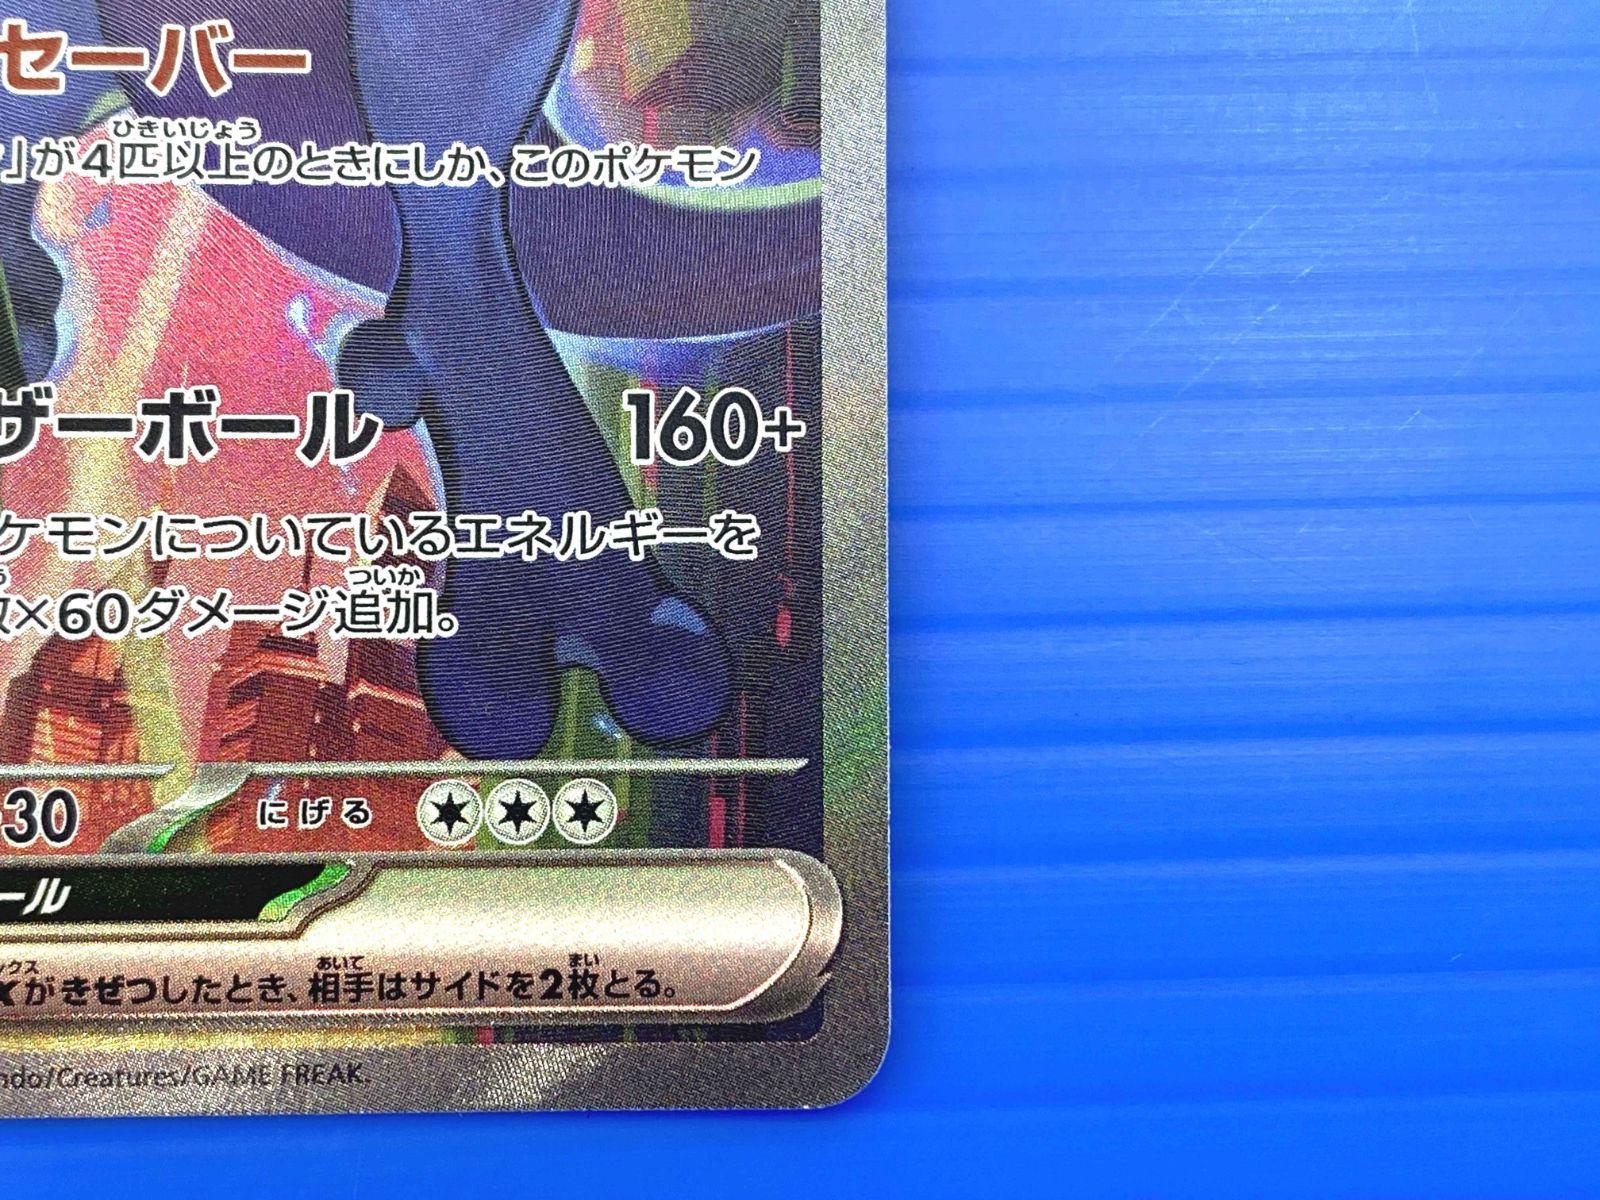 セーバー
ひきいじょう
」が4匹以上のときにしか、このポケモン
ザーボール 160+
ケモンについているエネルギーを
ついか
×60ダメージ追加。
30 にげる
ール
ックス あいて まい
がきぜつしたとき、相手はサイドを2枚とる。
ndo/Creatures/GAME FREAK.